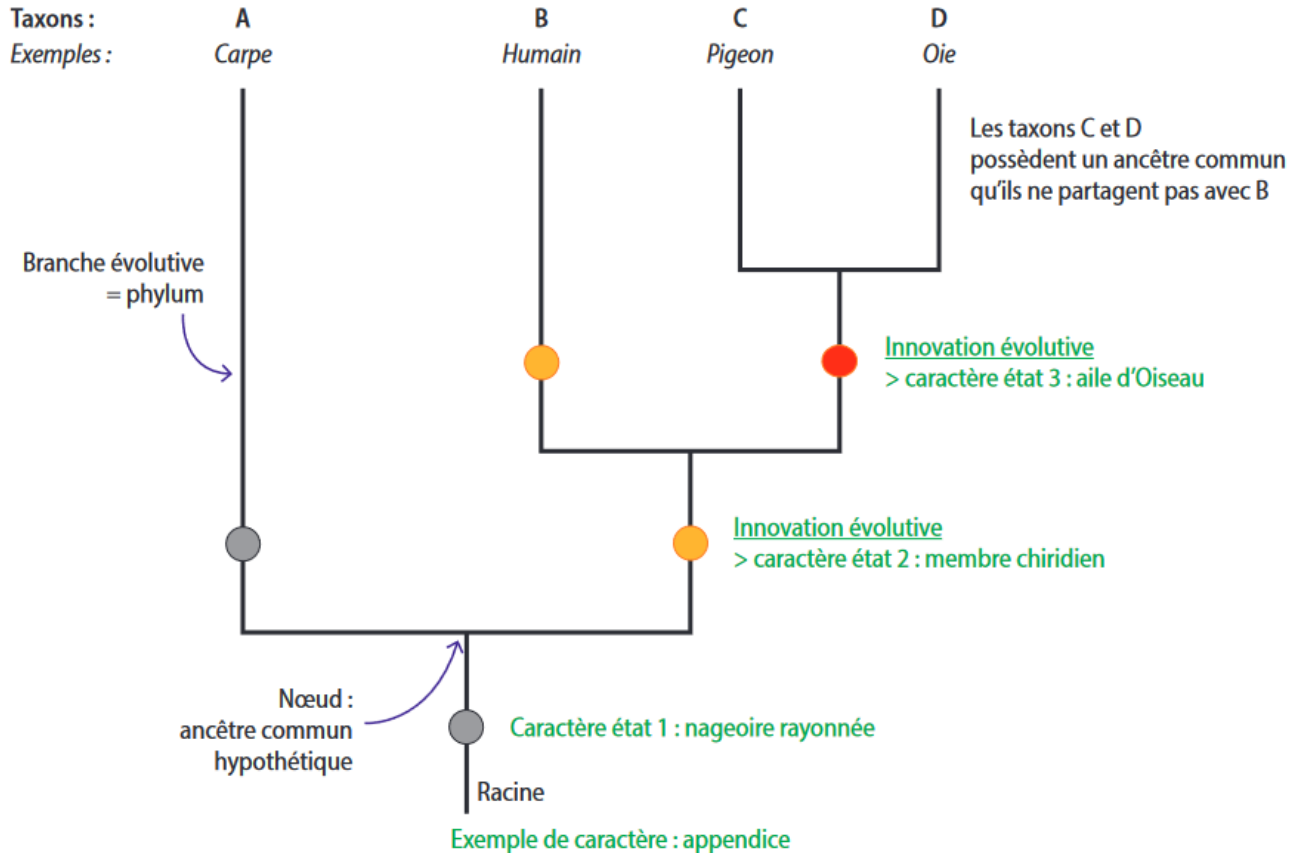 Taxons : A B C D
Exemples : Carpe Humain Pigeon Oie
Les taxons C et D
possèdent un ancêtre commun
qu'ils ne partagent pas avec B
Branche évolutive
= phylum
Innovation évolutive
> caractère état 3 : aile d'Oiseau
Innovation évolutive
> caractère état 2 : membre chiridien
Nœud :
ancêtre commun
hypothétique
Caractère état 1 : nageoire rayonnée
Racine
Exemple de caractère : appendice